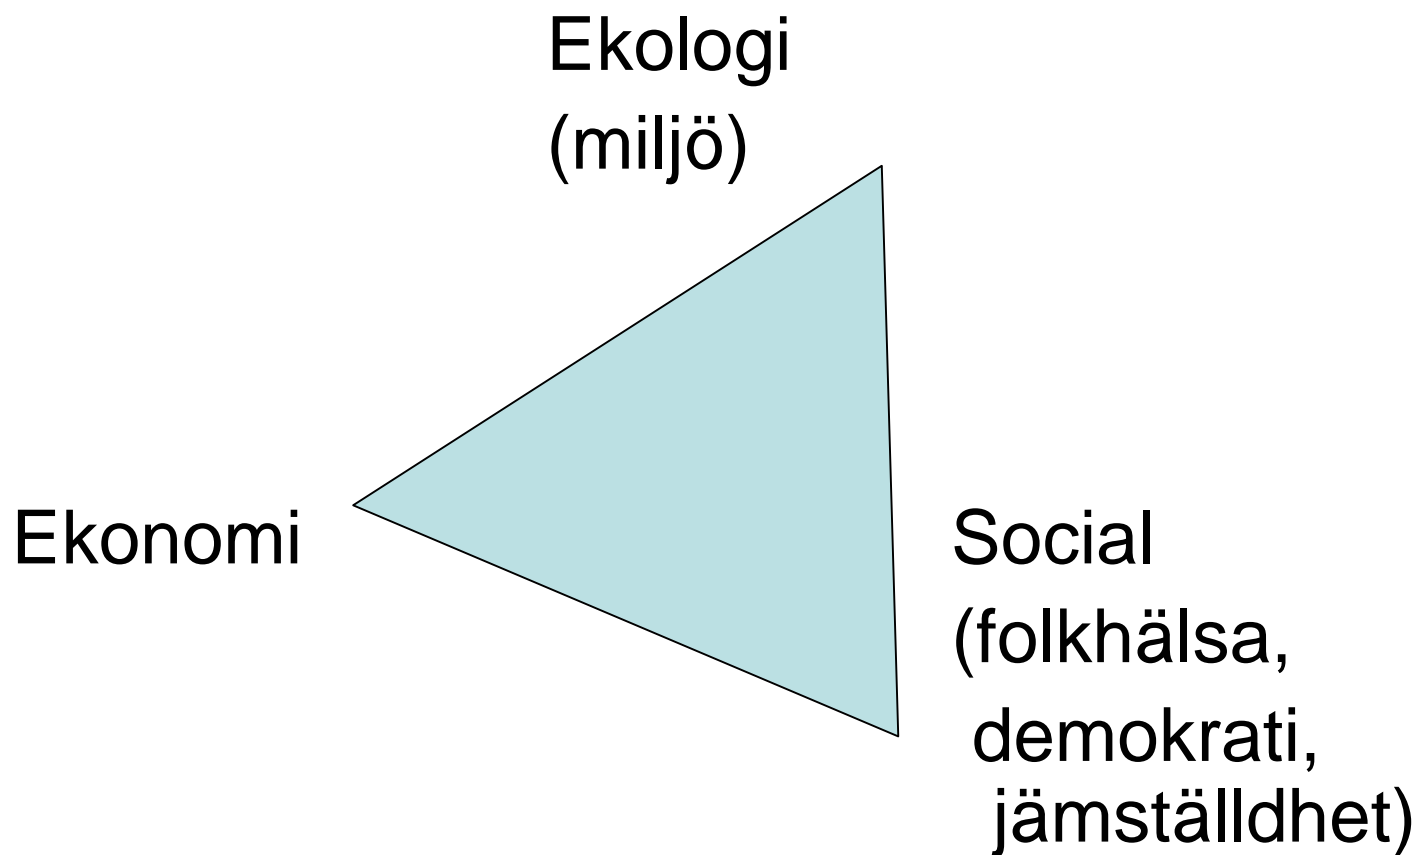 Ekologi
(miljö)
Ekonomi
Social
(folkhälsa,
demokrati,
jämställdhet)